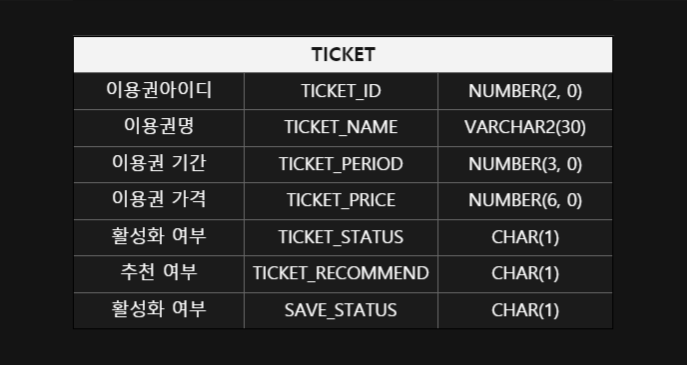 TICKET
이용권아이디 TICKET_ID NUMBER(2, 0)
이용권명 TICKET_NAME VARCHAR2(30)
이용권 기간 TICKET_PERIOD NUMBER(3, 0)
이용권 가격 TICKET_PRICE NUMBER(6, 0)
활성화 여부 TICKET_STATUS CHAR(1)
추천 여부 TICKET_RECOMMEND CHAR(1)
활성화 여부 SAVE_STATUS CHAR(1)